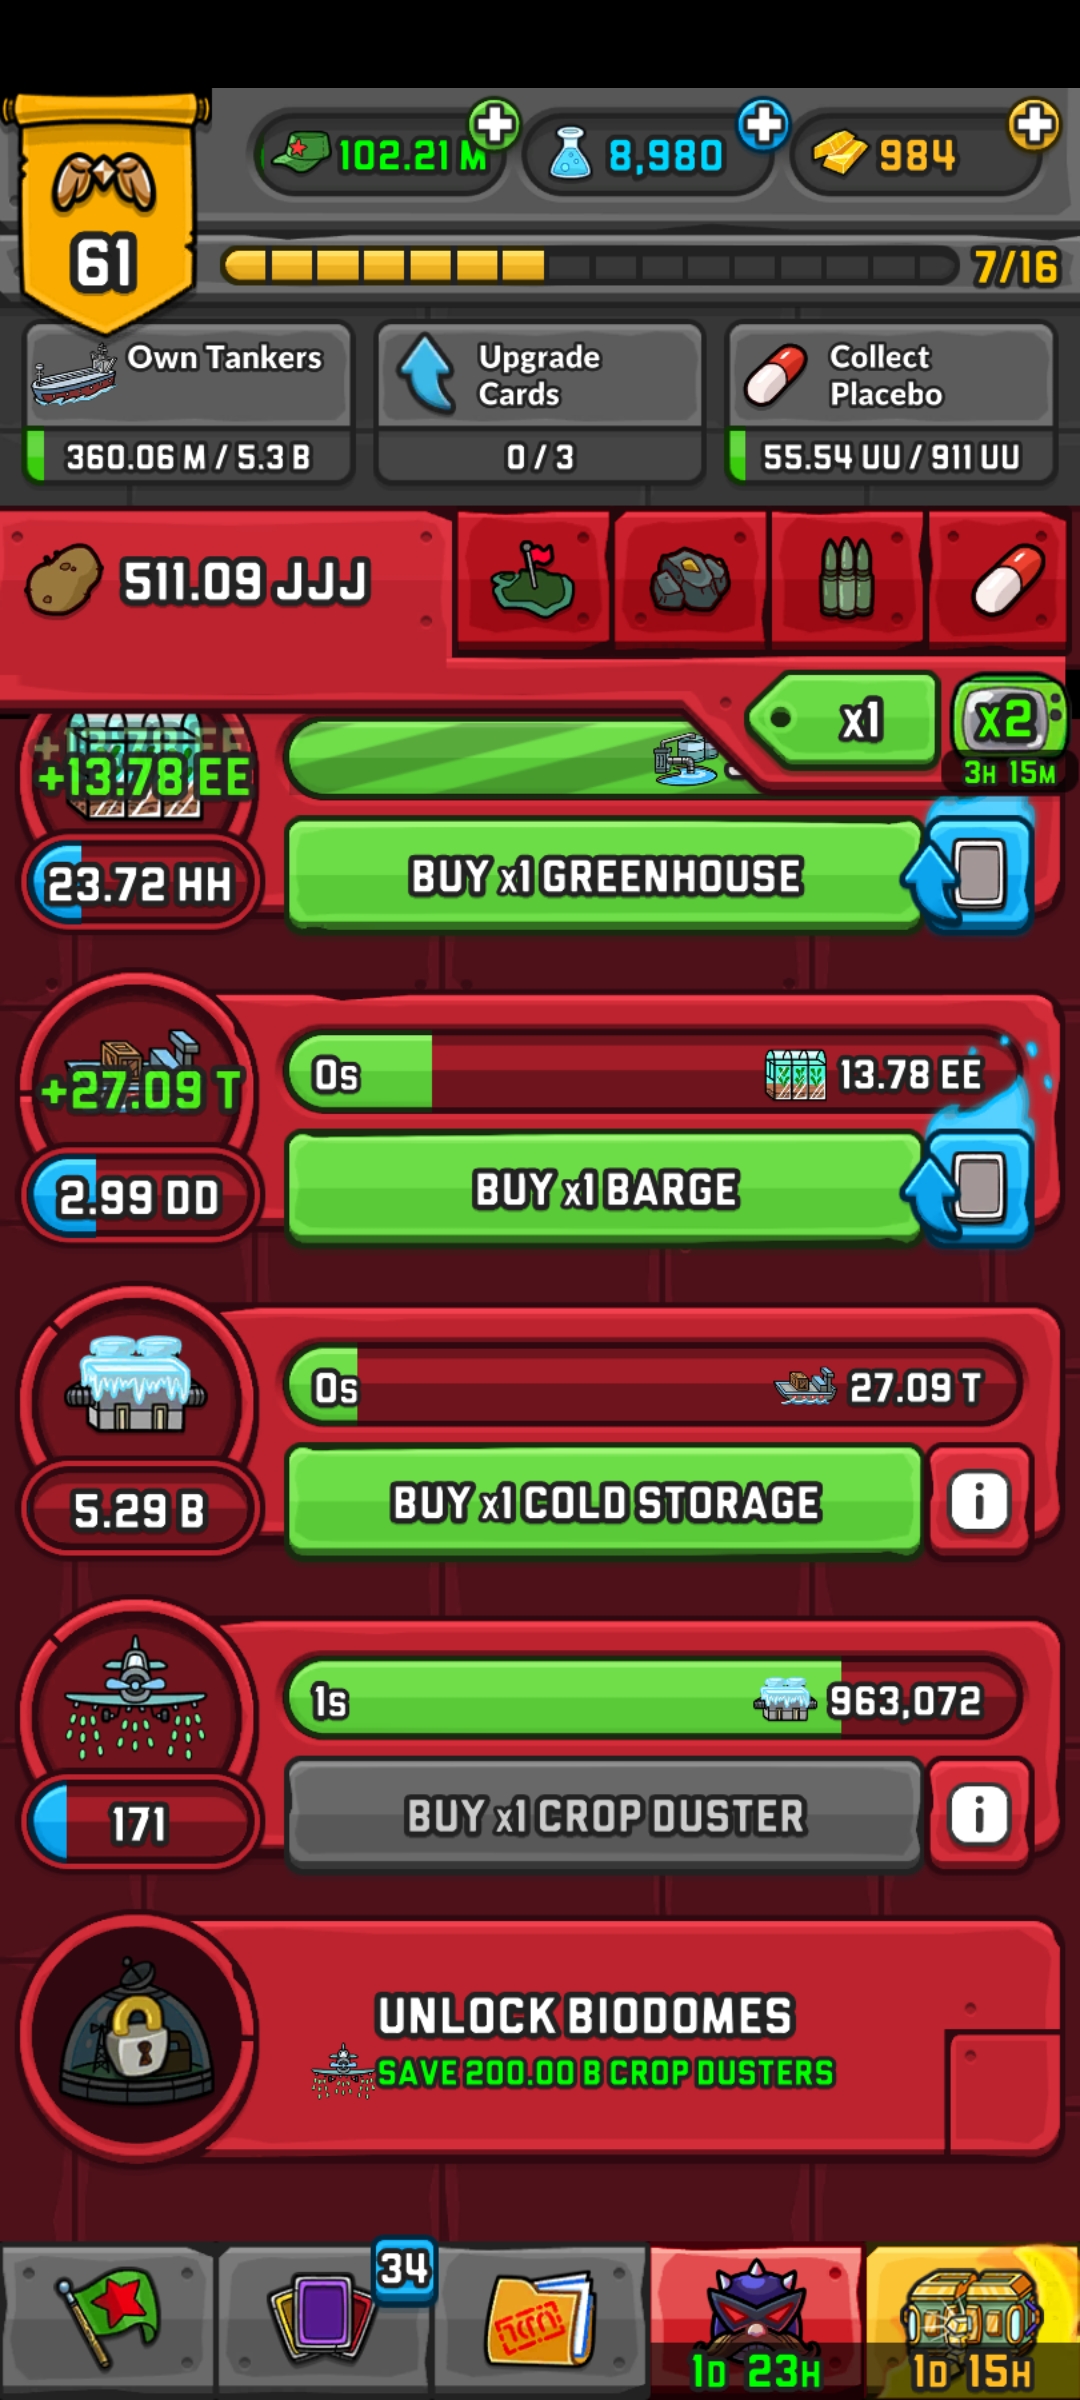 102.21 M
8,980
984
61
7/16
Own Tankers
360.06 M / 5.3 B
Upgrade
Cards
0 / 3
Collect
Placebo
55.54 UU / 911 UU
511.09 JJJ
x1
x2
3H 15M
+13.78 EE
23.72 HH
BUY x1 GREENHOUSE
+27.09 T
0s
13.78 EE
2.99 DD
BUY x1 BARGE
0s
27.09 T
5.29 B
BUY x1 COLD STORAGE
i
1s
963,072
171
BUY x1 CROP DUSTER
i
UNLOCK BIODOMES
SAVE 200.00 B CROP DUSTERS
34
1D 23H
1D 15H